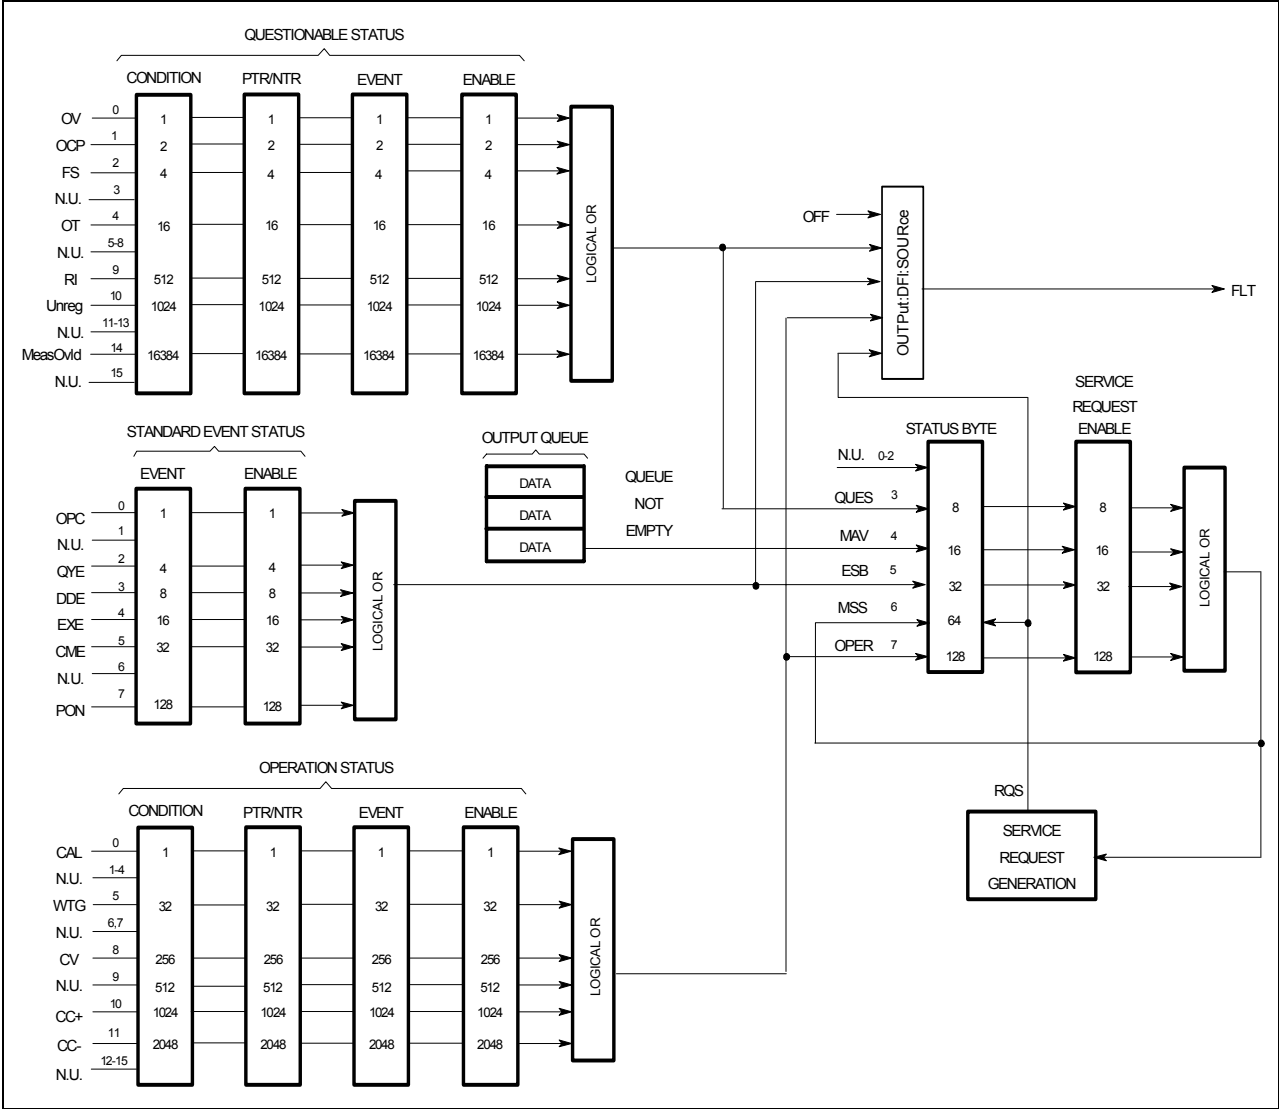 QUESTIONABLE STATUS
CONDITION PTR/NTR EVENT ENABLE
OV 0 1 1 1 1
OCP 1 2 2 2 2
FS 2 4 4 4 4
N.U. 3
OT 4 16 16 16 16
N.U. 5-8
RI 9 512 512 512 512
Unreg 10 1024 1024 1024 1024
N.U. 11-13
MeasOvld 14 16384 16384 16384 16384
N.U. 15
LOGICAL OR
OFF
OUTPut:DFI:SOURce
FLT
STANDARD EVENT STATUS
EVENT ENABLE
OPC 0 1 1
N.U. 1
QYE 2 4 4
DDE 3 8 8
EXE 4 16 16
CME 5 32 32
N.U. 6
PON 7 128 128
LOGICAL OR
OUTPUT QUEUE
DATA
DATA
DATA
QUEUE
NOT
EMPTY
STATUS BYTE
N.U. 0-2
QUES 3 8
MAV 4 16
ESB 5 32
MSS 6 64
OPER 7 128
SERVICE
REQUEST
ENABLE
8
16
32
128
LOGICAL OR
RQS
SERVICE
REQUEST
GENERATION
OPERATION STATUS
CONDITION PTR/NTR EVENT ENABLE
CAL 0 1 1 1 1
N.U. 1-4
WTG 5 32 32 32 32
N.U. 6,7
CV 8 256 256 256 256
N.U. 9 512 512 512 512
CC+ 10 1024 1024 1024 1024
CC- 11 2048 2048 2048 2048
N.U. 12-15
LOGICAL OR